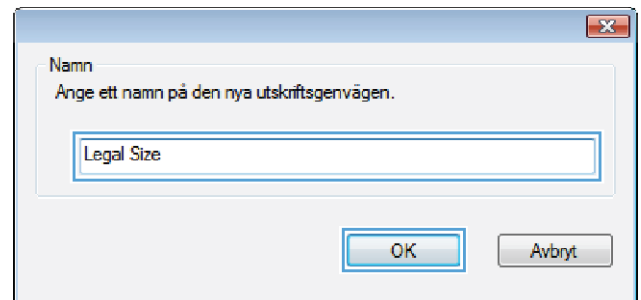 Namn
Ange ett namn på den nya utskriftsgenvägen.
Legal Size
OK Avbryt